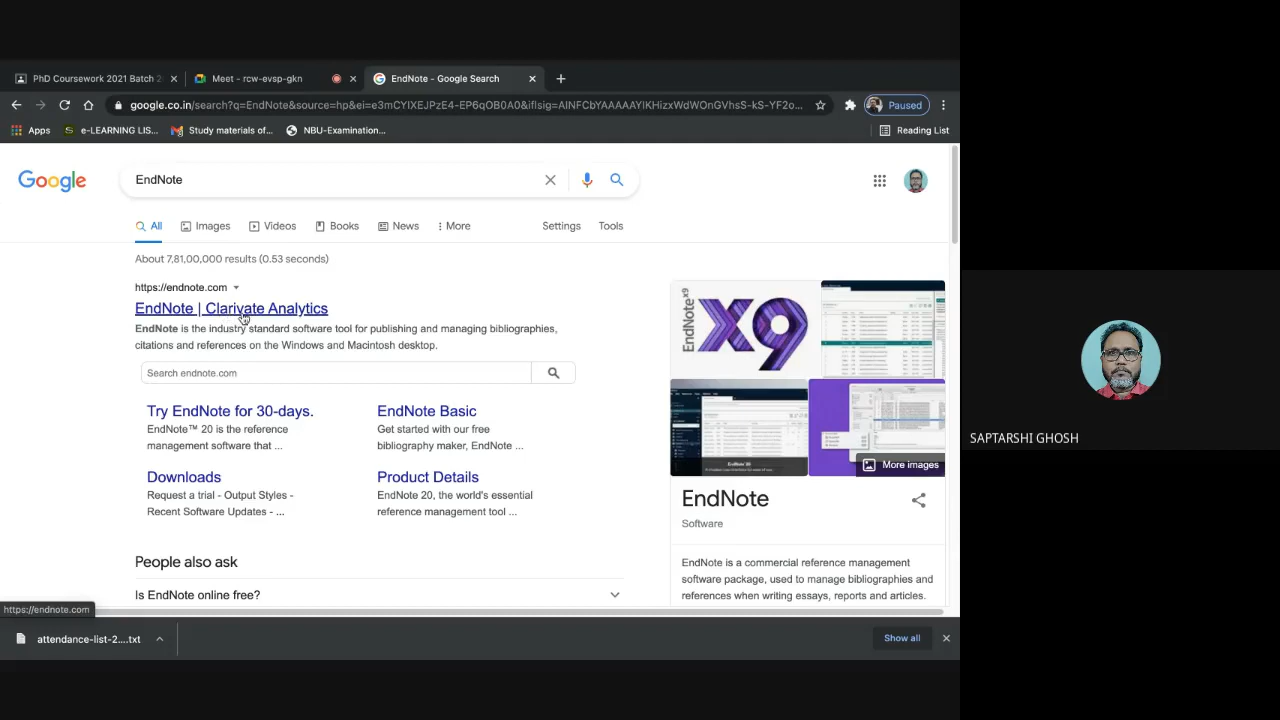 PhD Coursework 2021 Batch 2
Meet - rcw-evsp-gkn
EndNote - Google Search
google.co.in/search?q=EndNote&source=hp&ei=e3mCYIXEJPzE4-EP6qOB0A0&iflsig=AINFCbYAAAAAYIKHizxWdWOnGVhsS-kS-YF2o...
Paused
Apps
e-LEARNING LIS...
Study materials of...
NBU-Examination...
Reading List
Google
EndNote
All
Images
Videos
Books
News
More
Settings
Tools
About 7,81,00,000 results (0.53 seconds)
https://endnote.com
EndNote | Clarivate Analytics
EndNote is the standard software tool for publishing and managing bibliographies,
citations and references on the Windows and Macintosh desktop.
Search endnote.com
Try EndNote for 30-days.
EndNote™ 20 is the reference
management software that ...
EndNote Basic
Get started with our free
bibliography maker, EndNote ...
Downloads
Request a trial - Output Styles -
Recent Software Updates - ...
Product Details
EndNote 20, the world's essential
reference management tool ...
People also ask
Is EndNote online free?
EndNote X9
X9
EndNote 20
More images
EndNote
Software
EndNote is a commercial reference management
software package, used to manage bibliographies and
references when writing essays, reports and articles.
https://endnote.com
attendance-list-2....txt
Show all
SAPTARSHI GHOSH